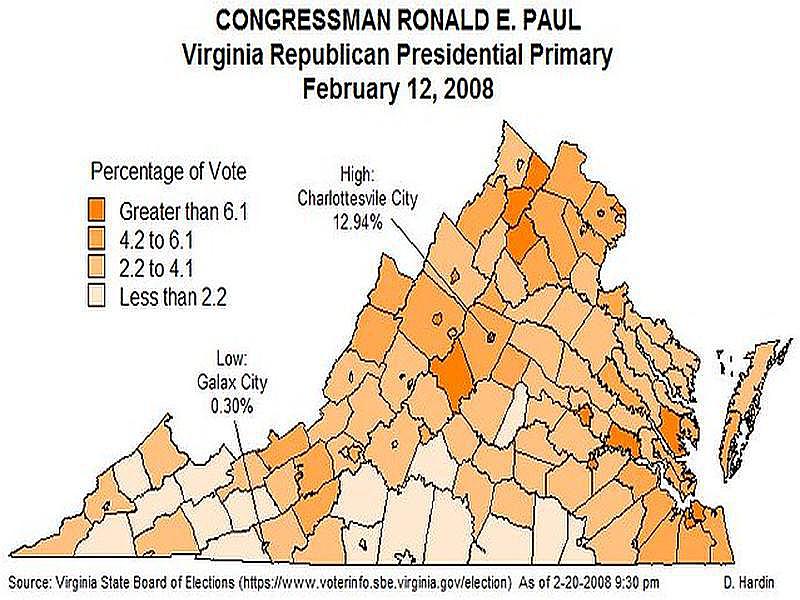 CONGRESSMAN RONALD E. PAUL
Virginia Republican Presidential Primary
February 12, 2008
Percentage of Vote
Greater than 6.1
4.2 to 6.1
2.2 to 4.1
Less than 2.2
High:
Charlottesvile City
12.94%
Low:
Galax City
0.30%
Source: Virginia State Board of Elections (https://www.voterinfo.sbe.virginia.gov/election) As of 2-20-2008 9:30 pm
D. Hardin